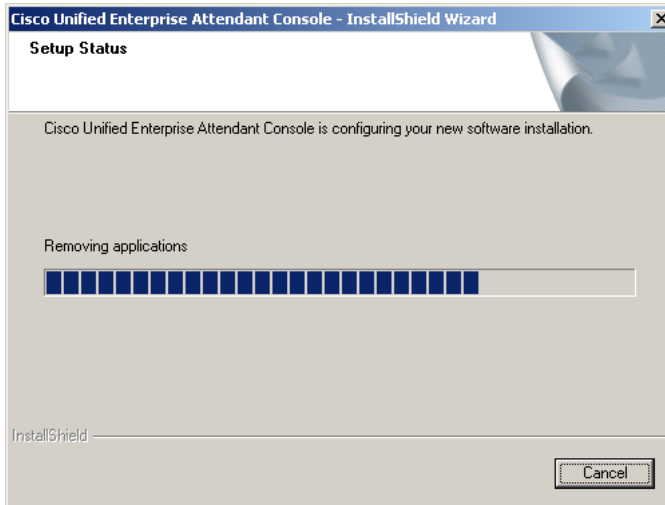 Cisco Unified Enterprise Attendant Console - InstallShield Wizard
Setup Status
Cisco Unified Enterprise Attendant Console is configuring your new software installation.
Removing applications
InstallShield
Cancel